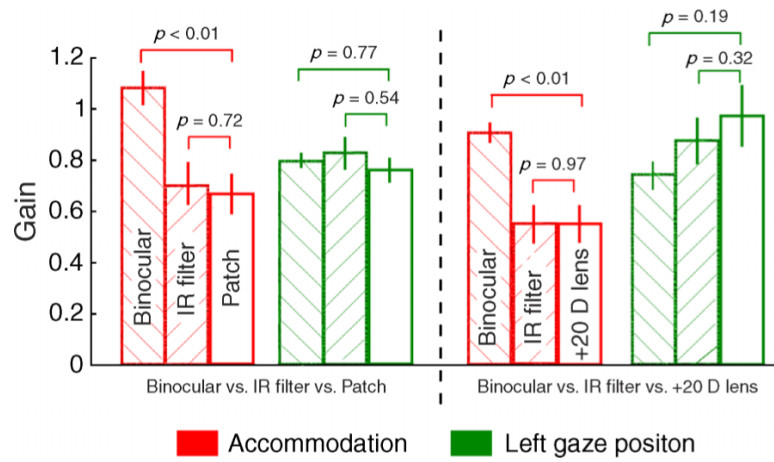 p = 0.19
p < 0.01
p = 0.77
p = 0.32
1.2
p < 0.01
1
p = 0.54
p = 0.72
0.8
p = 0.97
Gain
0.6
0.4
0.2
0
Binocular
IR filter
Patch
Binocular
IR filter
+20 D lens
Binocular vs. IR filter vs. Patch
Binocular vs. IR filter vs. +20 D lens
Accommodation
Left gaze positon